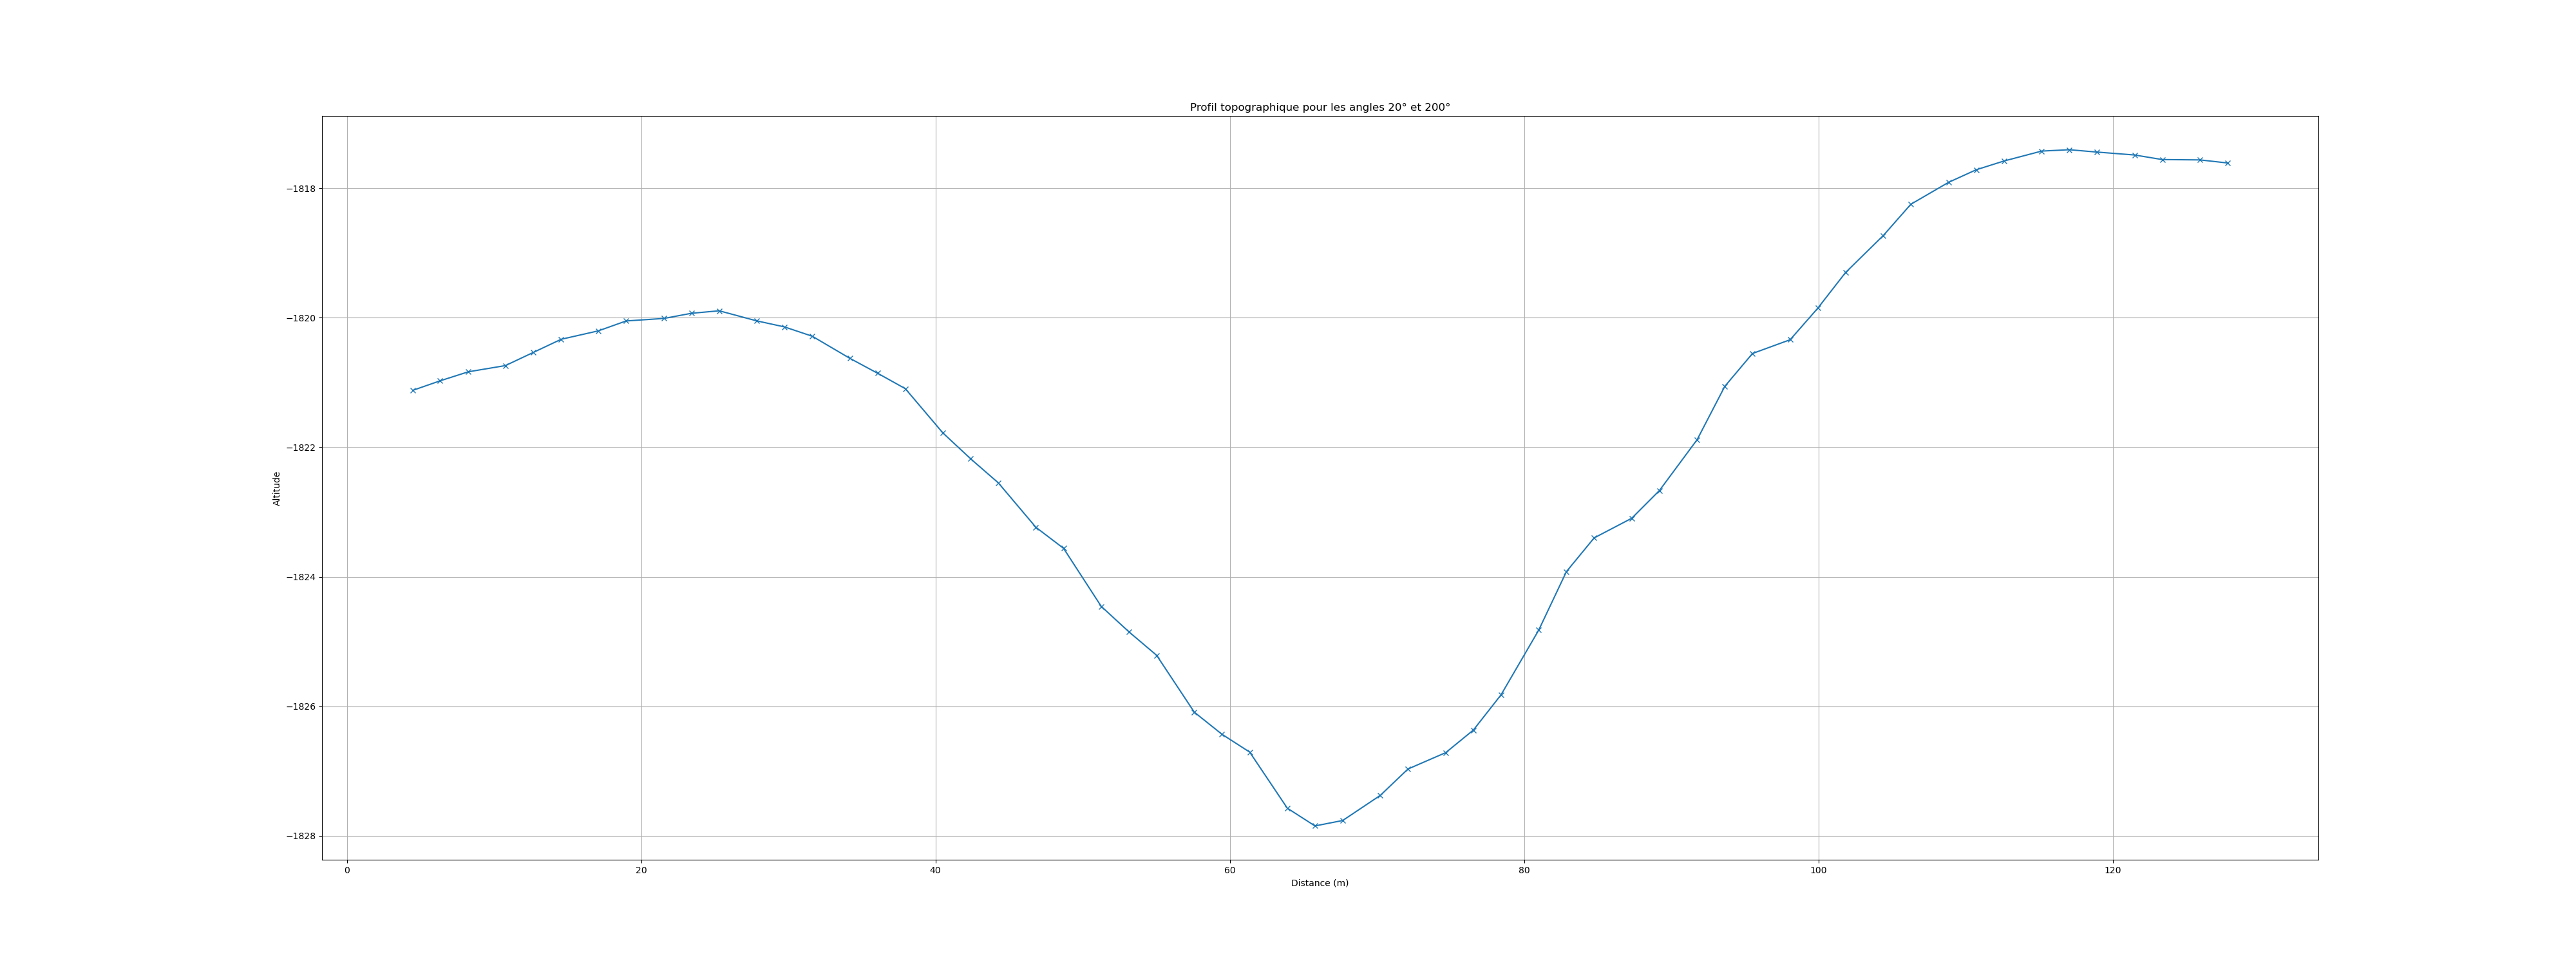 Profil topographique pour les angles 20° et 200°
Altitude
−1818
−1820
−1822
−1824
−1826
−1828
0 20 40 60 80 100 120
Distance (m)